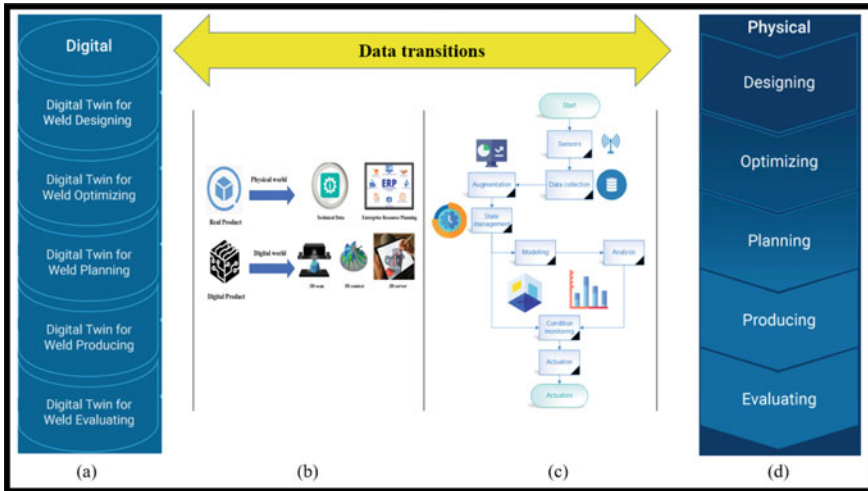 Digital
Data transitions
Physical
Digital Twin for
Weld Designing
Digital Twin for
Weld Optimizing
Digital Twin for
Weld Planning
Digital Twin for
Weld Producing
Digital Twin for
Weld Evaluating
Physical world
Real Product
Technical Data
ERP
Enterprise Resource Planning
Digital world
Digital Product
3D scan
3D content
3D server
Start
Sensors
Augmentation
Data collection
State
management
Modelling
Analysis
Condition
monitoring
Actuation
Actuators
Designing
Optimizing
Planning
Producing
Evaluating
(a)
(b)
(c)
(d)